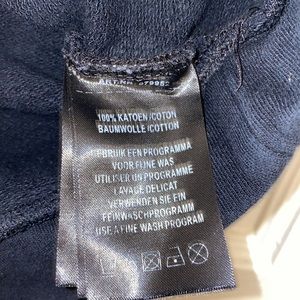 100% KATOEN/COTON
BAUMWOLLE/COTTON
GEBRUIK EEN PROGRAMMA
VOOR FIJNE WAS
UTILISER UN PROGRAMME
LAVAGE DELICAT
VERWENDEN SIE EIN
FEINWASCHPROGRAMM
USE A FINE WASH PROGRAM